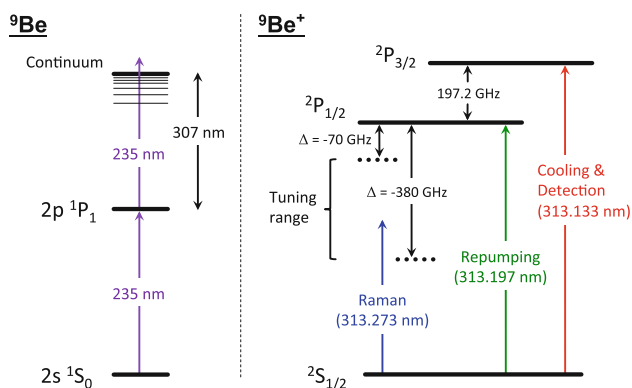 ⁹Be
Continuum
307 nm
235 nm
2p ¹P₁
235 nm
2s ¹S₀
⁹Be⁺
²P₃/₂
197.2 GHz
²P₁/₂
Δ = -70 GHz
Δ = -380 GHz
Tuning
range
Cooling &
Detection
(313.133 nm)
Repumping
(313.197 nm)
Raman
(313.273 nm)
²S₁/₂